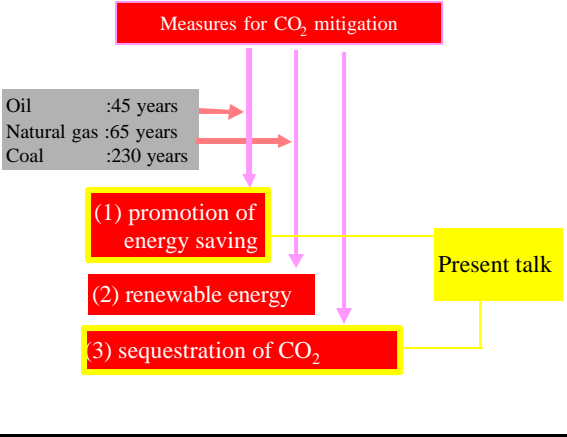 Measures for CO₂ mitigation
Oil :45 years
Natural gas :65 years
Coal :230 years
(1) promotion of
energy saving
Present talk
(2) renewable energy
(3) sequestration of CO₂